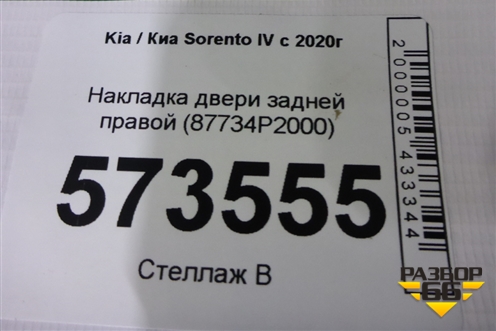 Kia / Киа Sorento IV с 2020г
Накладка двери задней
правой (87734P2000)
573555
Стеллаж В
2000005433344
РАЗБОР
66